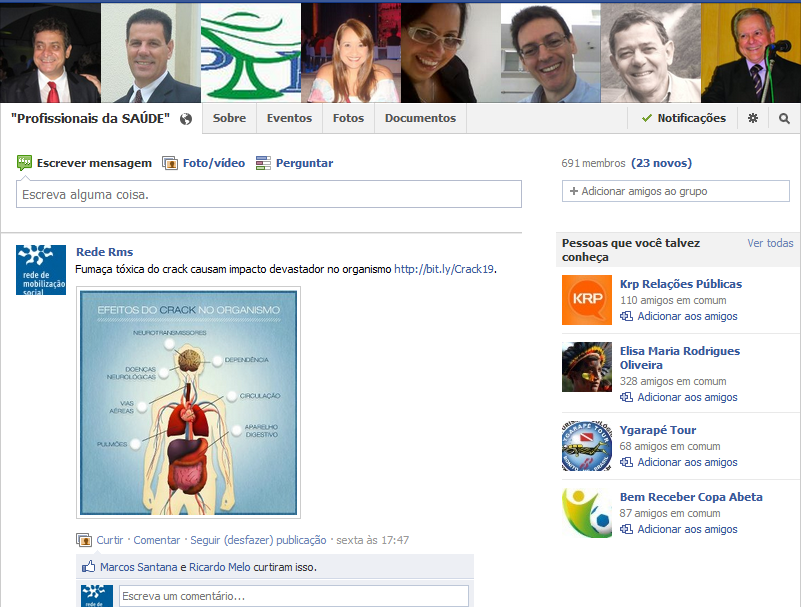 "Profissionais da SAÚDE"
Sobre
Eventos
Fotos
Documentos
Notificações
Escrever mensagem
Foto/vídeo
Perguntar
Escreva alguma coisa.
691 membros (23 novos)
+ Adicionar amigos ao grupo
Rede Rms
Fumaça tóxica do crack causam impacto devastador no organismo http://bit.ly/Crack19.
rede de
mobilização
social
EFEITOS DO CRACK NO ORGANISMO
NEUROTRANSMISSORES
DEPENDÊNCIA
DOENÇAS
NEUROLÓGICAS
CIRCULAÇÃO
VIAS
AÉREAS
APARELHO
DIGESTIVO
PULMÕES
Curtir · Comentar · Seguir (desfazer) publicação · sexta às 17:47
Marcos Santana e Ricardo Melo curtiram isso.
rede de
Escreva um comentário...
Pessoas que você talvez
conheça
Ver todas
KRP
Krp Relações Públicas
110 amigos em comum
Adicionar aos amigos
Elisa Maria Rodrigues
Oliveira
328 amigos em comum
Adicionar aos amigos
YGARAPÉ TOUR
Ygarapé Tour
68 amigos em comum
Adicionar aos amigos
Bem Receber Copa Abeta
87 amigos em comum
Adicionar aos amigos